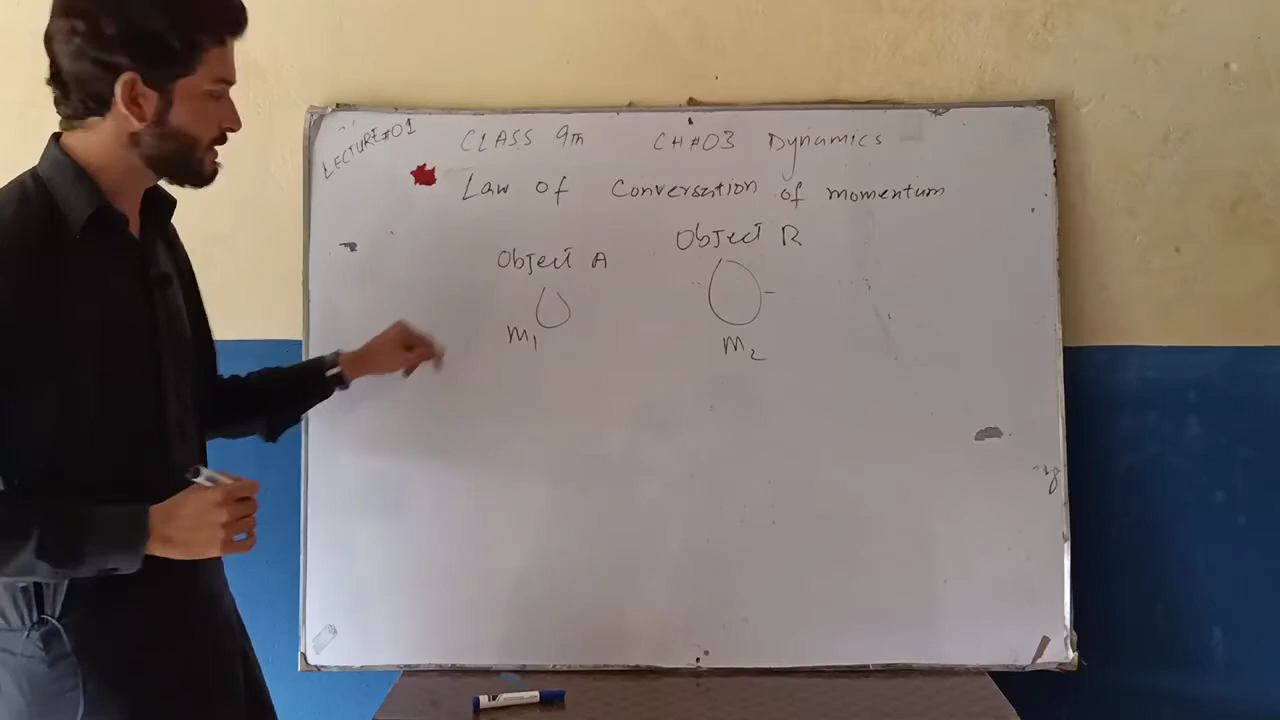 LECTURE#01
CLASS 9TH CH#03 Dynamics
Law of Conversation of momentum
Object A
Object B
m1
m2